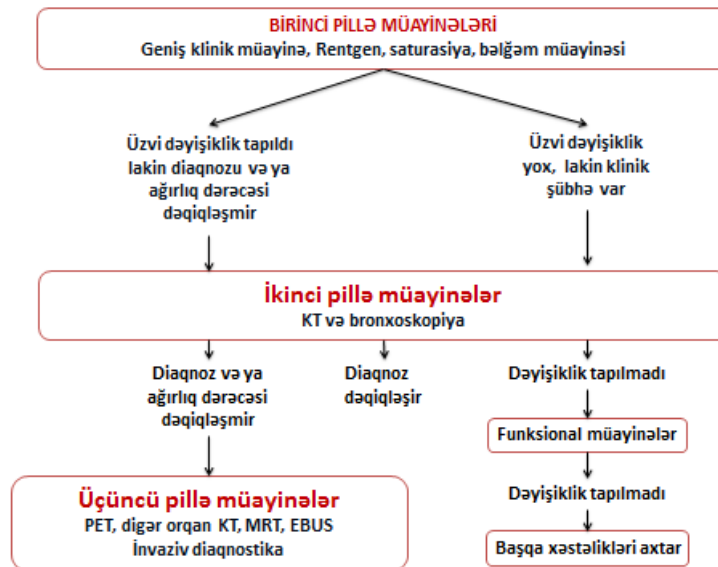 BİRİNCİ PİLLƏ MÜAYİNƏLƏRİ
Geniş klinik müayinə, Rentgen, saturasiya, bəlğəm müayinəsi
Üzvi dəyişiklik tapıldı
lakin diaqnozu və ya
ağırlıq dərəcəsi
dəqiqləşmir
Üzvi dəyişiklik
yox, lakin klinik
şübhə var
İkinci pillə müayinələr
KT və bronxoskopiya
Diaqnoz və ya
ağırlıq dərəcəsi
dəqiqləşmir
Diaqnoz
dəqiqləşir
Dəyişiklik tapılmadı
Funksional müayinələr
Dəyişiklik tapılmadı
Başqa xəstəlikləri axtar
Üçüncü pillə müayinələr
PET, digər orqan KT, MRT, EBUS
İnvaziv diaqnostika